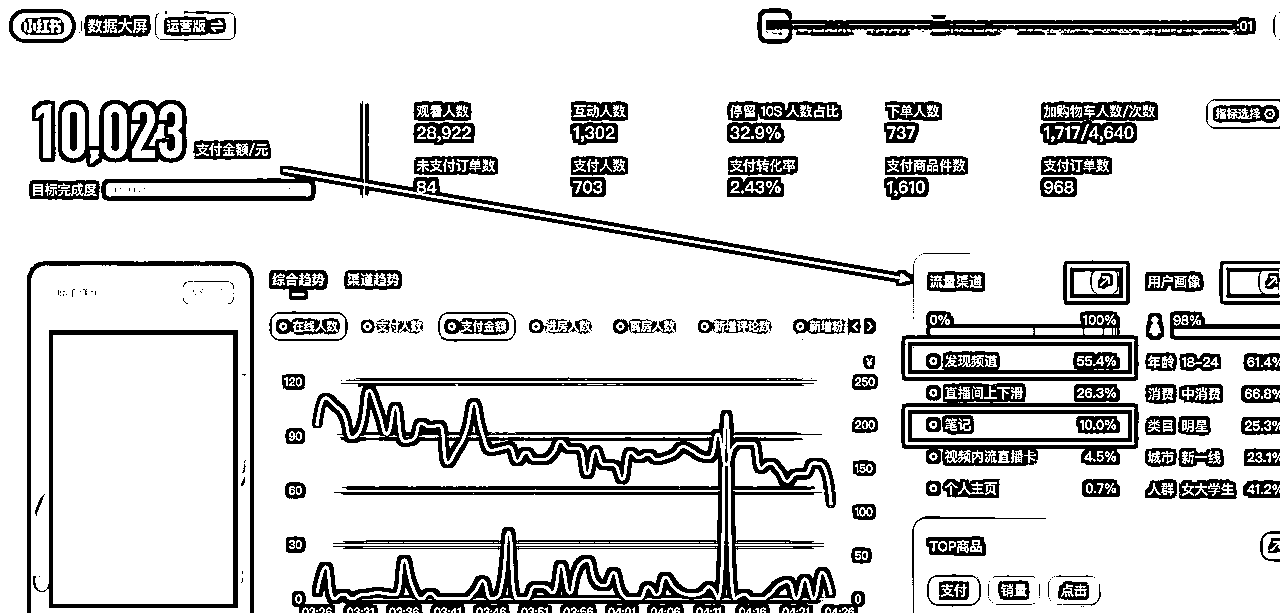 小红书 数据大屏 运营版
01
10,023 支付金额/元
目标完成度
观看人数 互动人数 停留 10S 人数占比 下单人数 加购物车人数/次数 指标选择
28,922 1,302 32.9% 737 1,717/4,640
未支付订单数 支付人数 支付转化率 支付商品件数 支付订单数
84 703 2.43% 1,610 968
综合趋势 渠道趋势
在线人数 支付人数 支付金额 进房人数 离房人数 新增评论数 新增粉
¥
120 90 60 30 0
250 200 150 100 50 0
03:26 03:31 03:36 03:41 03:46 03:51 03:56 04:01 04:06 04:11 04:16 04:21 04:26
流量渠道
0% 100%
发现频道 55.4%
直播间上下滑 26.3%
笔记 10.0%
视频内流直播卡 4.5%
个人主页 0.7%
用户画像
98%
年龄 18-24 61.4%
消费 中消费 66.8%
类目 明星 25.3%
城市 新一线 23.1%
人群 女大学生 41.2%
TOP商品
支付 销量 点击